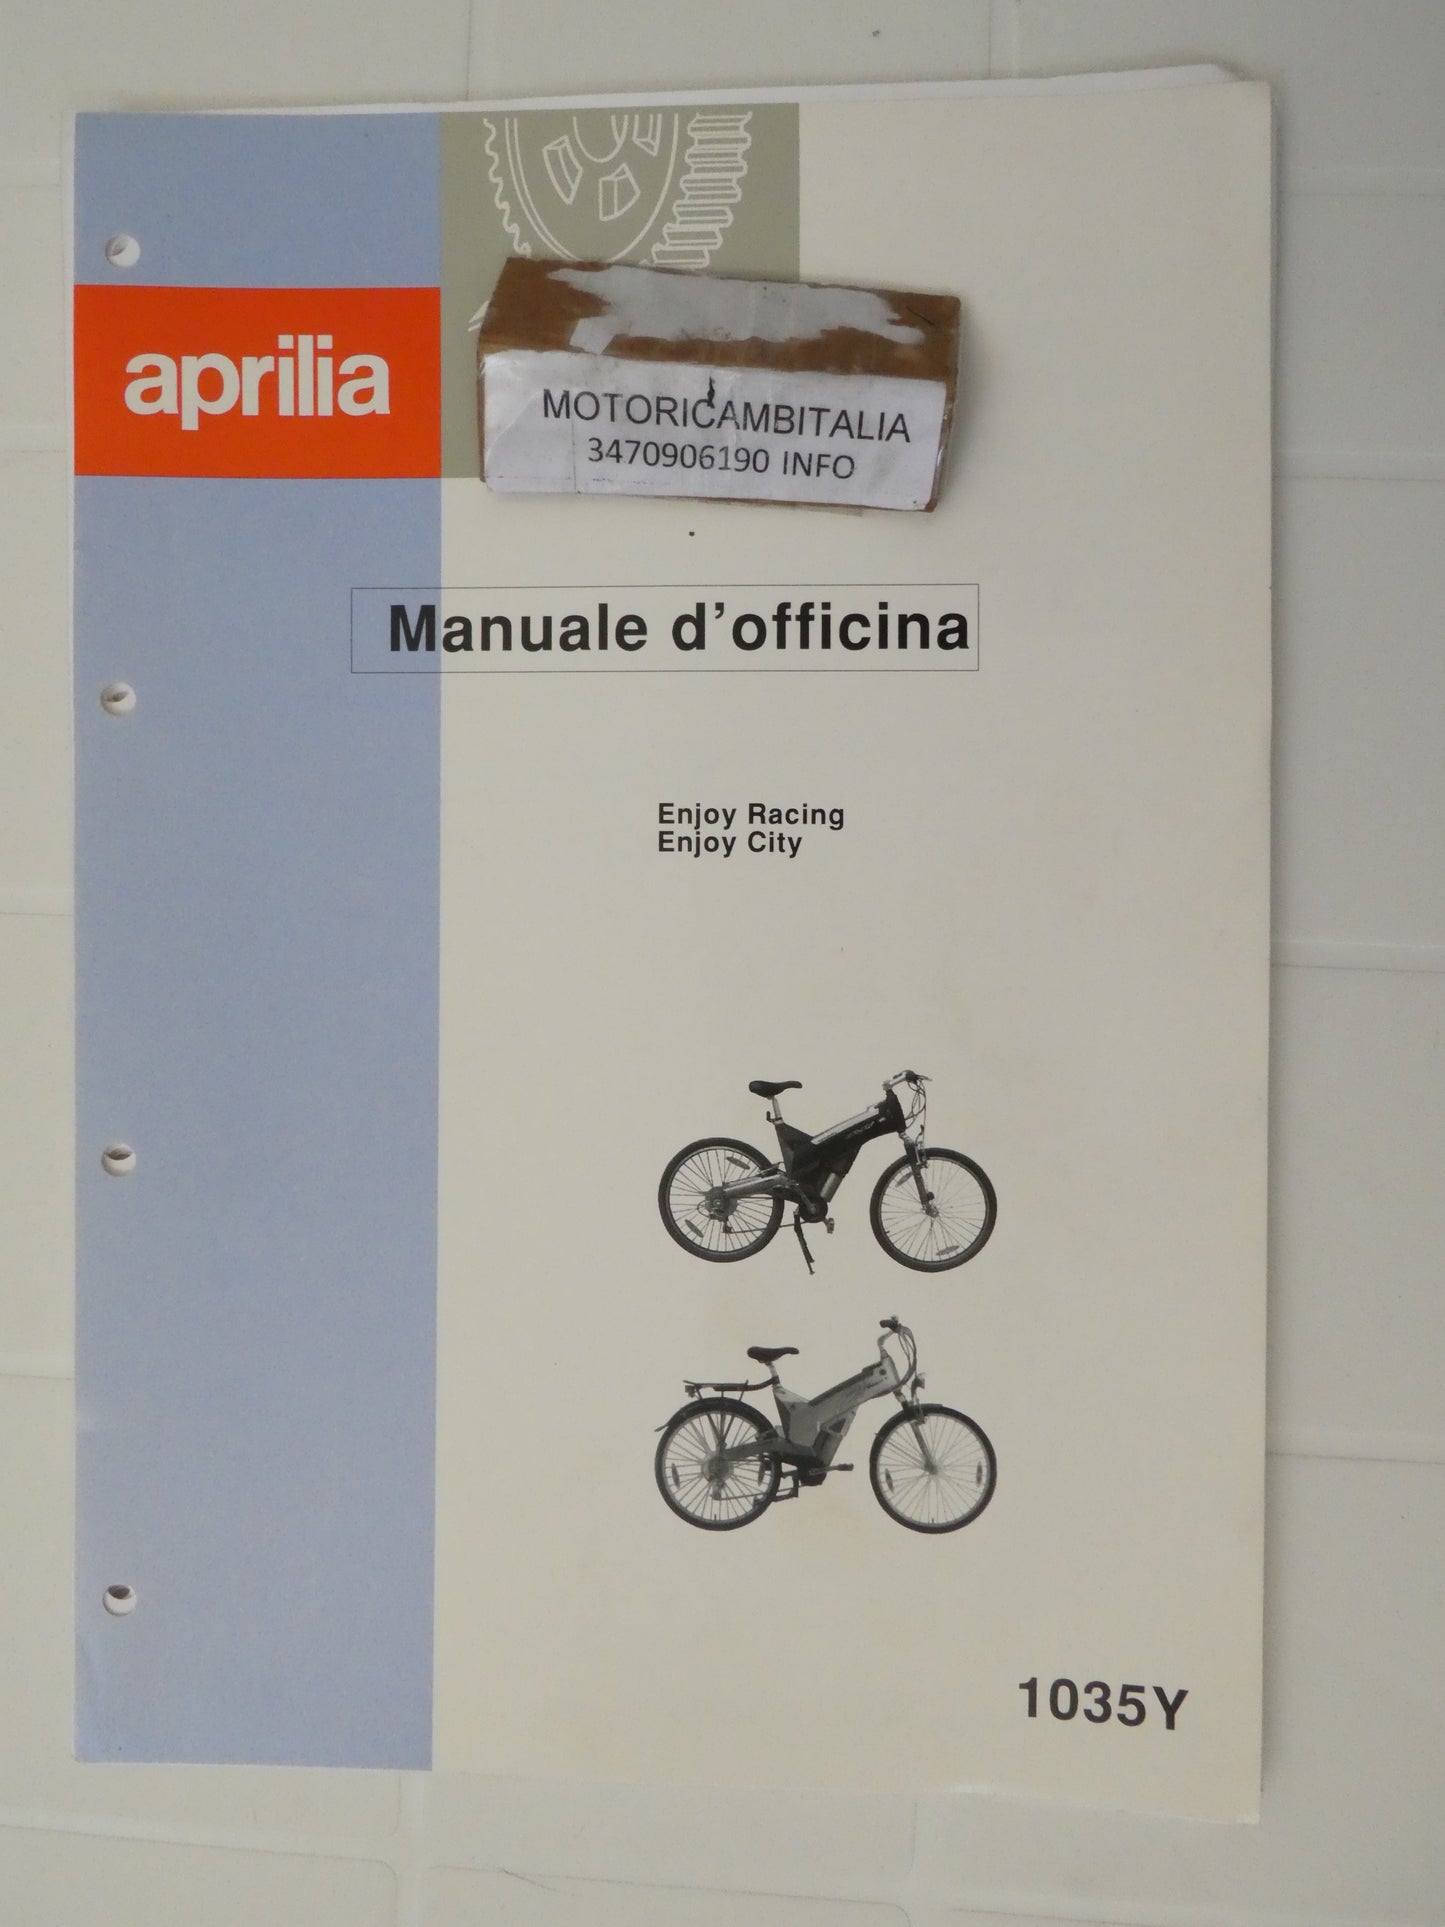 aprilia
MOTORICAMBITALIA
3470906190 INFO
Manuale d'officina
Enjoy Racing
Enjoy City
1035Y